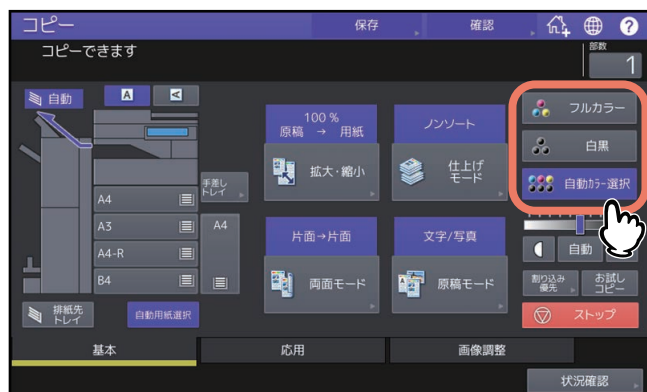 コピー
保存
確認
?
コピーできます
部数
1
自動
A
A
100 %
原稿 → 用紙
ノンソート
フルカラー
拡大・縮小
仕上げ
モード
白黒
自動ｶﾗｰ選択
手差し
トレイ
A4
A3
A4-R
B4
A4
片面→片面
文字/写真
自動
両面モード
原稿モード
割り込み
優先
お試し
コピー
排紙先
トレイ
自動用紙選択
ストップ
基本
応用
画像調整
状況確認